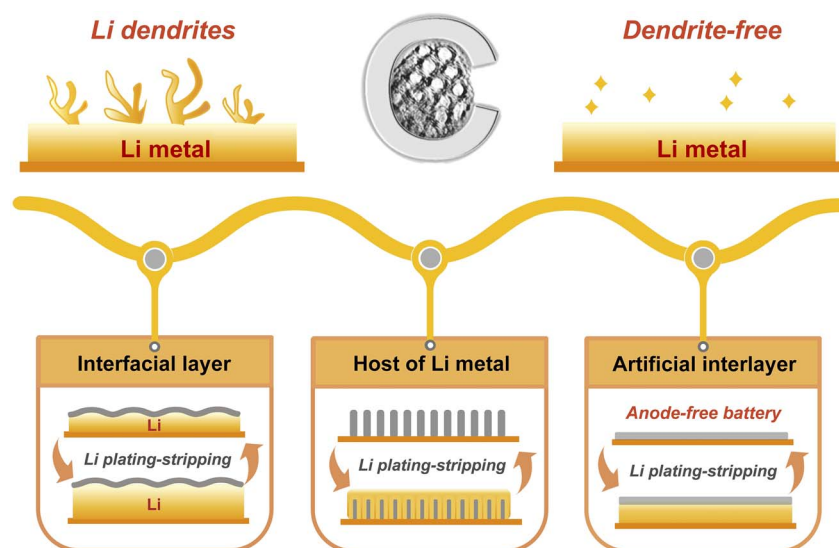 Li dendrites
Dendrite-free
Li metal
Li metal
Interfacial layer
Li
Li plating-stripping
Li
Host of Li metal
Li plating-stripping
Artificial interlayer
Anode-free battery
Li plating-stripping